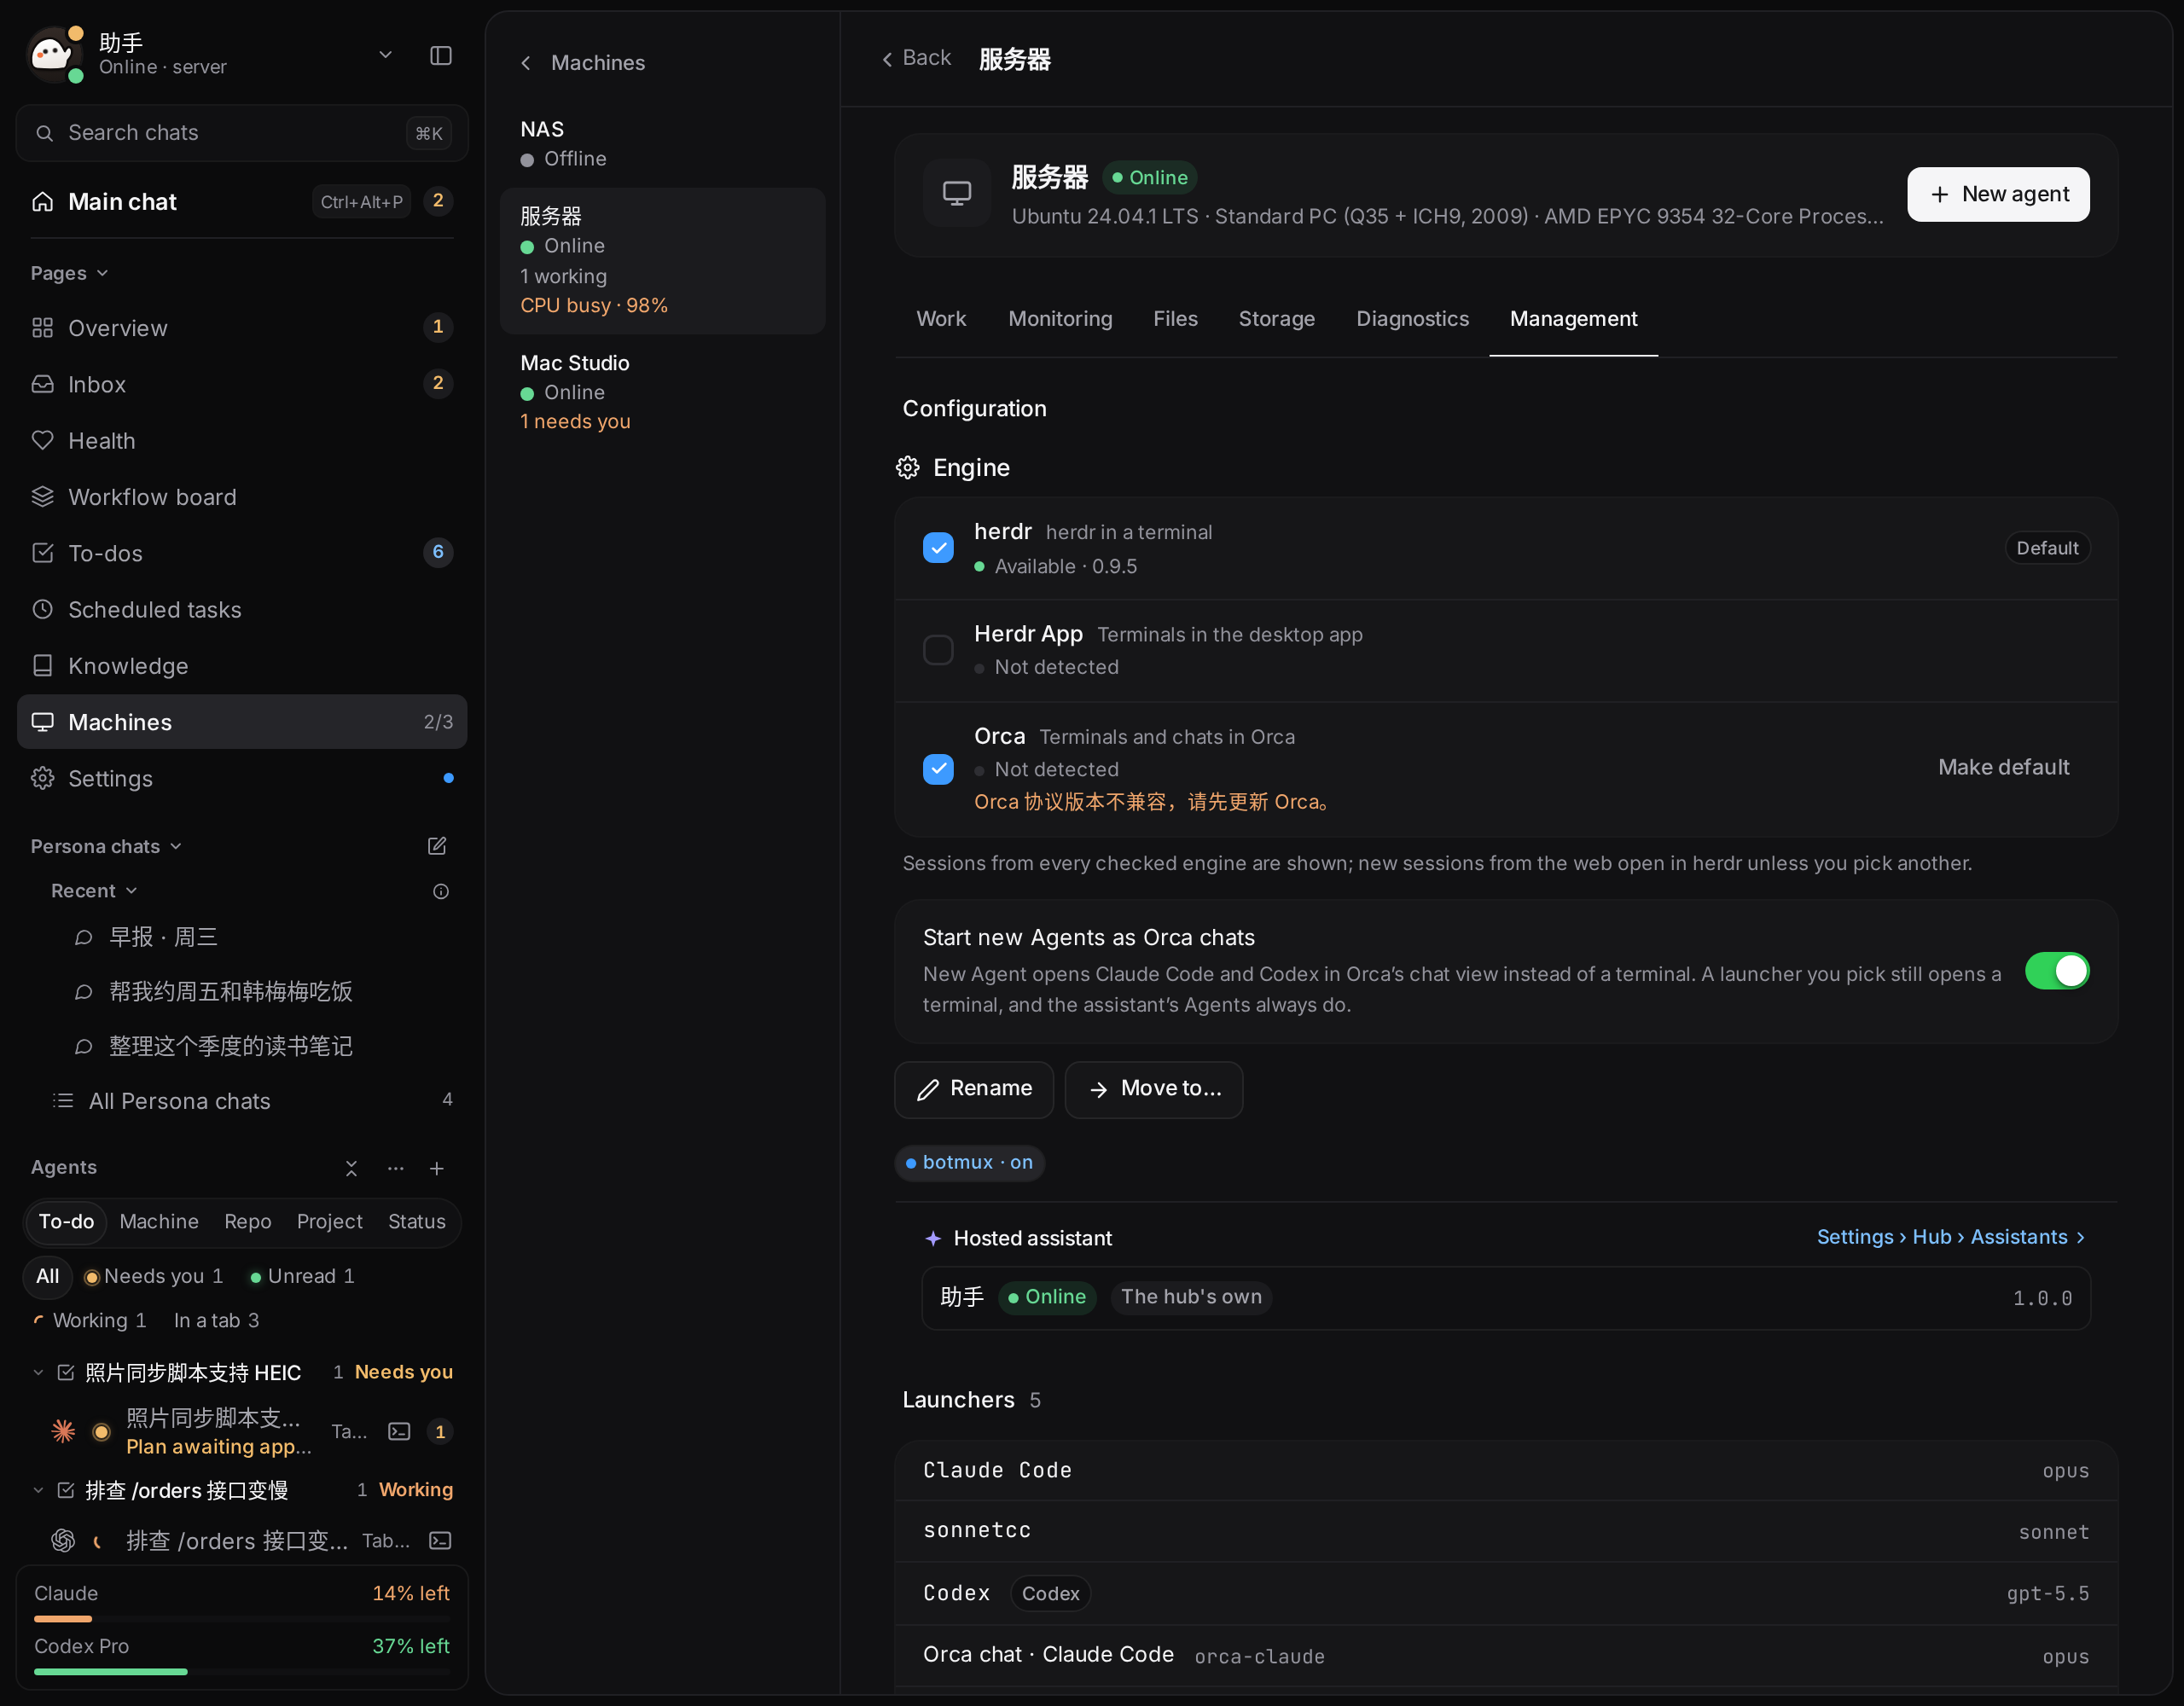 助手
Online · server
Search chats
⌘K
Main chat
Ctrl+Alt+P
2
Pages
Overview
1
Inbox
2
Health
Workflow board
To-dos
6
Scheduled tasks
Knowledge
Machines
2/3
Settings
Persona chats
Recent
早报 · 周三
帮我约周五和韩梅梅吃饭
整理这个季度的读书笔记
All Persona chats
4
Agents
To-do
Machine
Repo
Project
Status
All
Needs you 1
Unread 1
Working 1
In a tab 3
照片同步脚本支持 HEIC
1 Needs you
照片同步脚本支...
Plan awaiting app...
Ta...
1
排查 /orders 接口变慢
1 Working
排查 /orders 接口变...
Tab...
Claude
14% left
Codex Pro
37% left
Machines
NAS
Offline
服务器
Online
1 working
CPU busy · 98%
Mac Studio
Online
1 needs you
Back
服务器
服务器
Online
Ubuntu 24.04.1 LTS · Standard PC (Q35 + ICH9, 2009) · AMD EPYC 9354 32-Core Proces...
New agent
Work
Monitoring
Files
Storage
Diagnostics
Management
Configuration
Engine
herdr herdr in a terminal
Available · 0.9.5
Default
Herdr App Terminals in the desktop app
Not detected
Orca Terminals and chats in Orca
Not detected
Orca 协议版本不兼容，请先更新 Orca。
Make default
Sessions from every checked engine are shown; new sessions from the web open in herdr unless you pick another.
Start new Agents as Orca chats
New Agent opens Claude Code and Codex in Orca’s chat view instead of a terminal. A launcher you pick still opens a
terminal, and the assistant’s Agents always do.
Rename
Move to...
botmux · on
Hosted assistant
Settings › Hub › Assistants ›
助手
Online
The hub's own
1.0.0
Launchers 5
Claude Code
opus
sonnetcc
sonnet
Codex
Codex
gpt-5.5
Orca chat · Claude Code orca-claude
opus